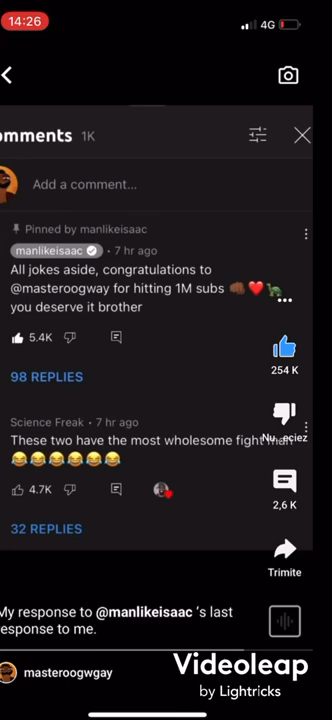 14:26
4G
omments 1K
Add a comment...
Pinned by manlikeisaac
manlikeisaac • 7 hr ago
All jokes aside, congratulations to
@masteroogway for hitting 1M subs 👊🏾❤️🦕
you deserve it brother
5.4K
254 K
98 REPLIES
Science Freak • 7 hr ago
These two have the most wholesome fight man
😂😂😂😂😂😂
4.7K
2,6 K
32 REPLIES
Trimite
My response to @manlikeisaac 's last
esponse to me.
masteroogwgay
Videoleap
by Lightricks